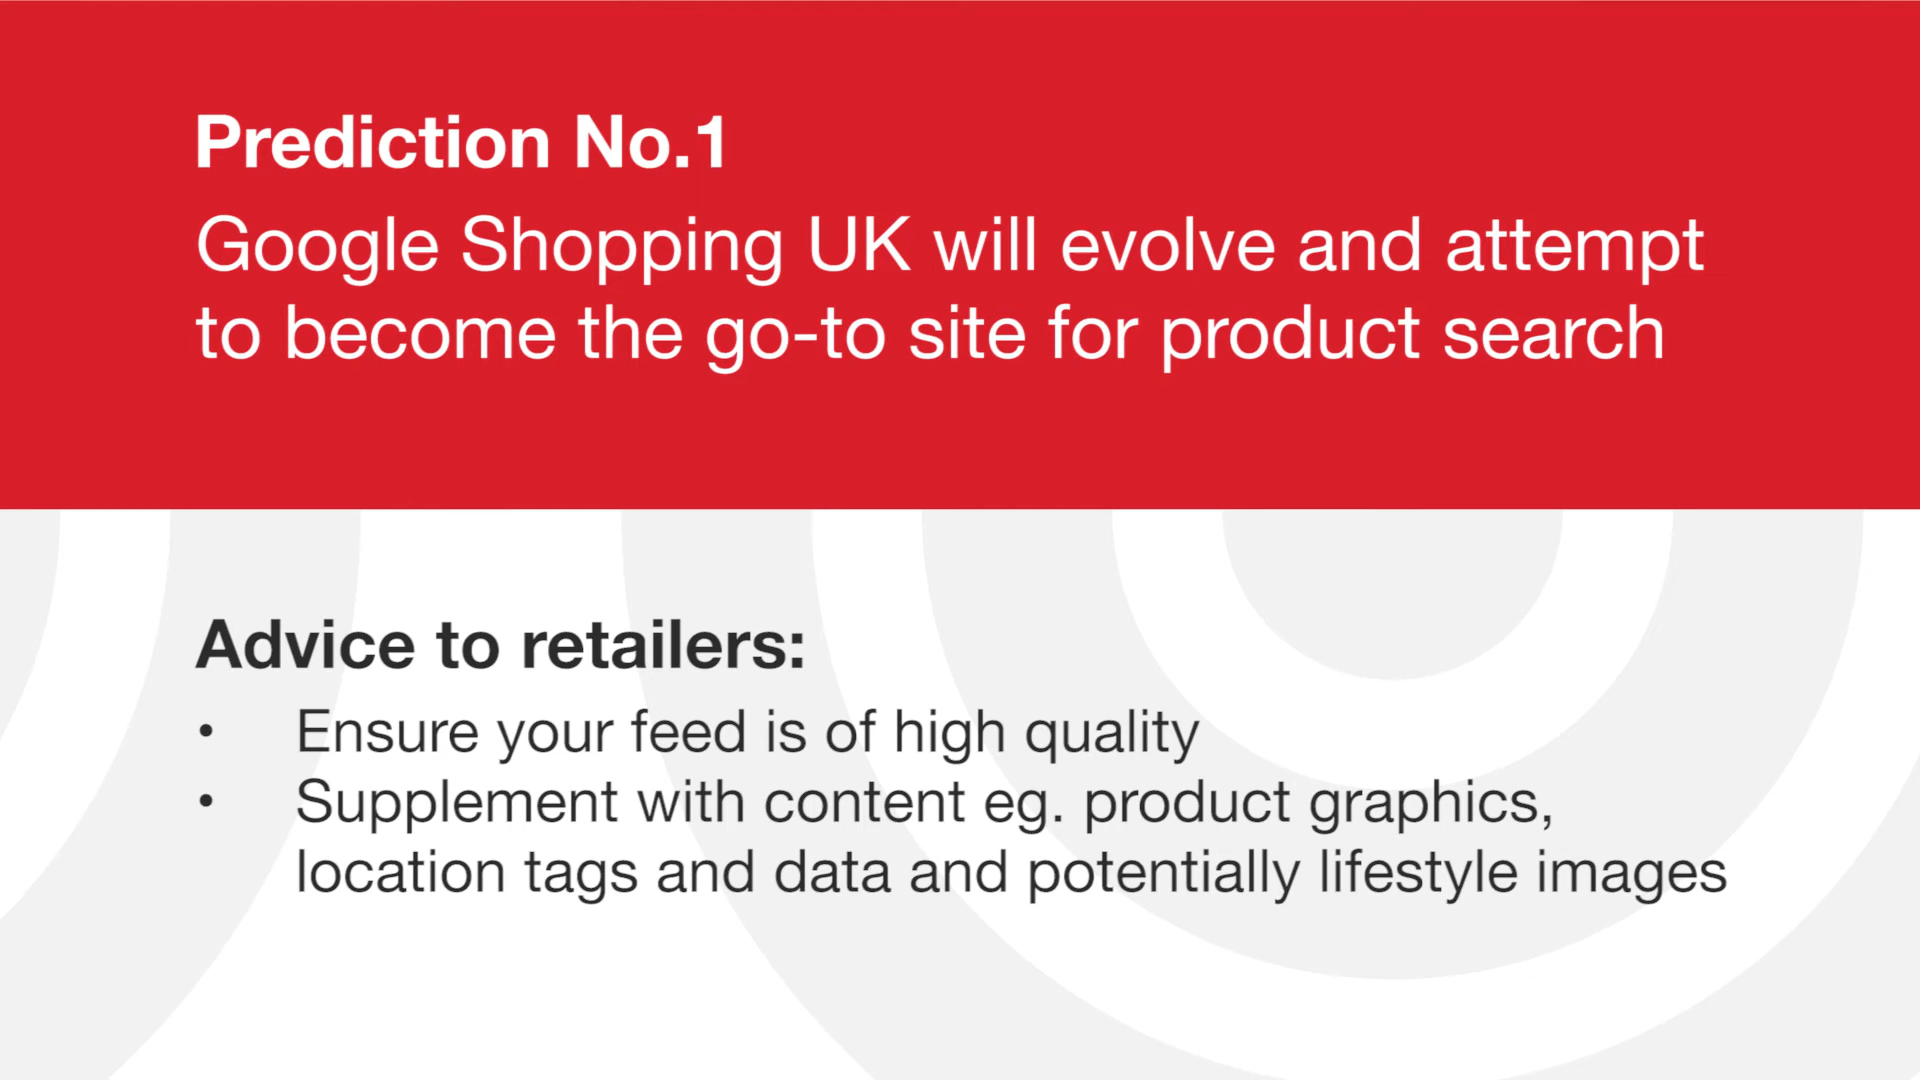 Prediction No.1
Google Shopping UK will evolve and attempt
to become the go-to site for product search
Advice to retailers:
• Ensure your feed is of high quality
• Supplement with content eg. product graphics,
location tags and data and potentially lifestyle images